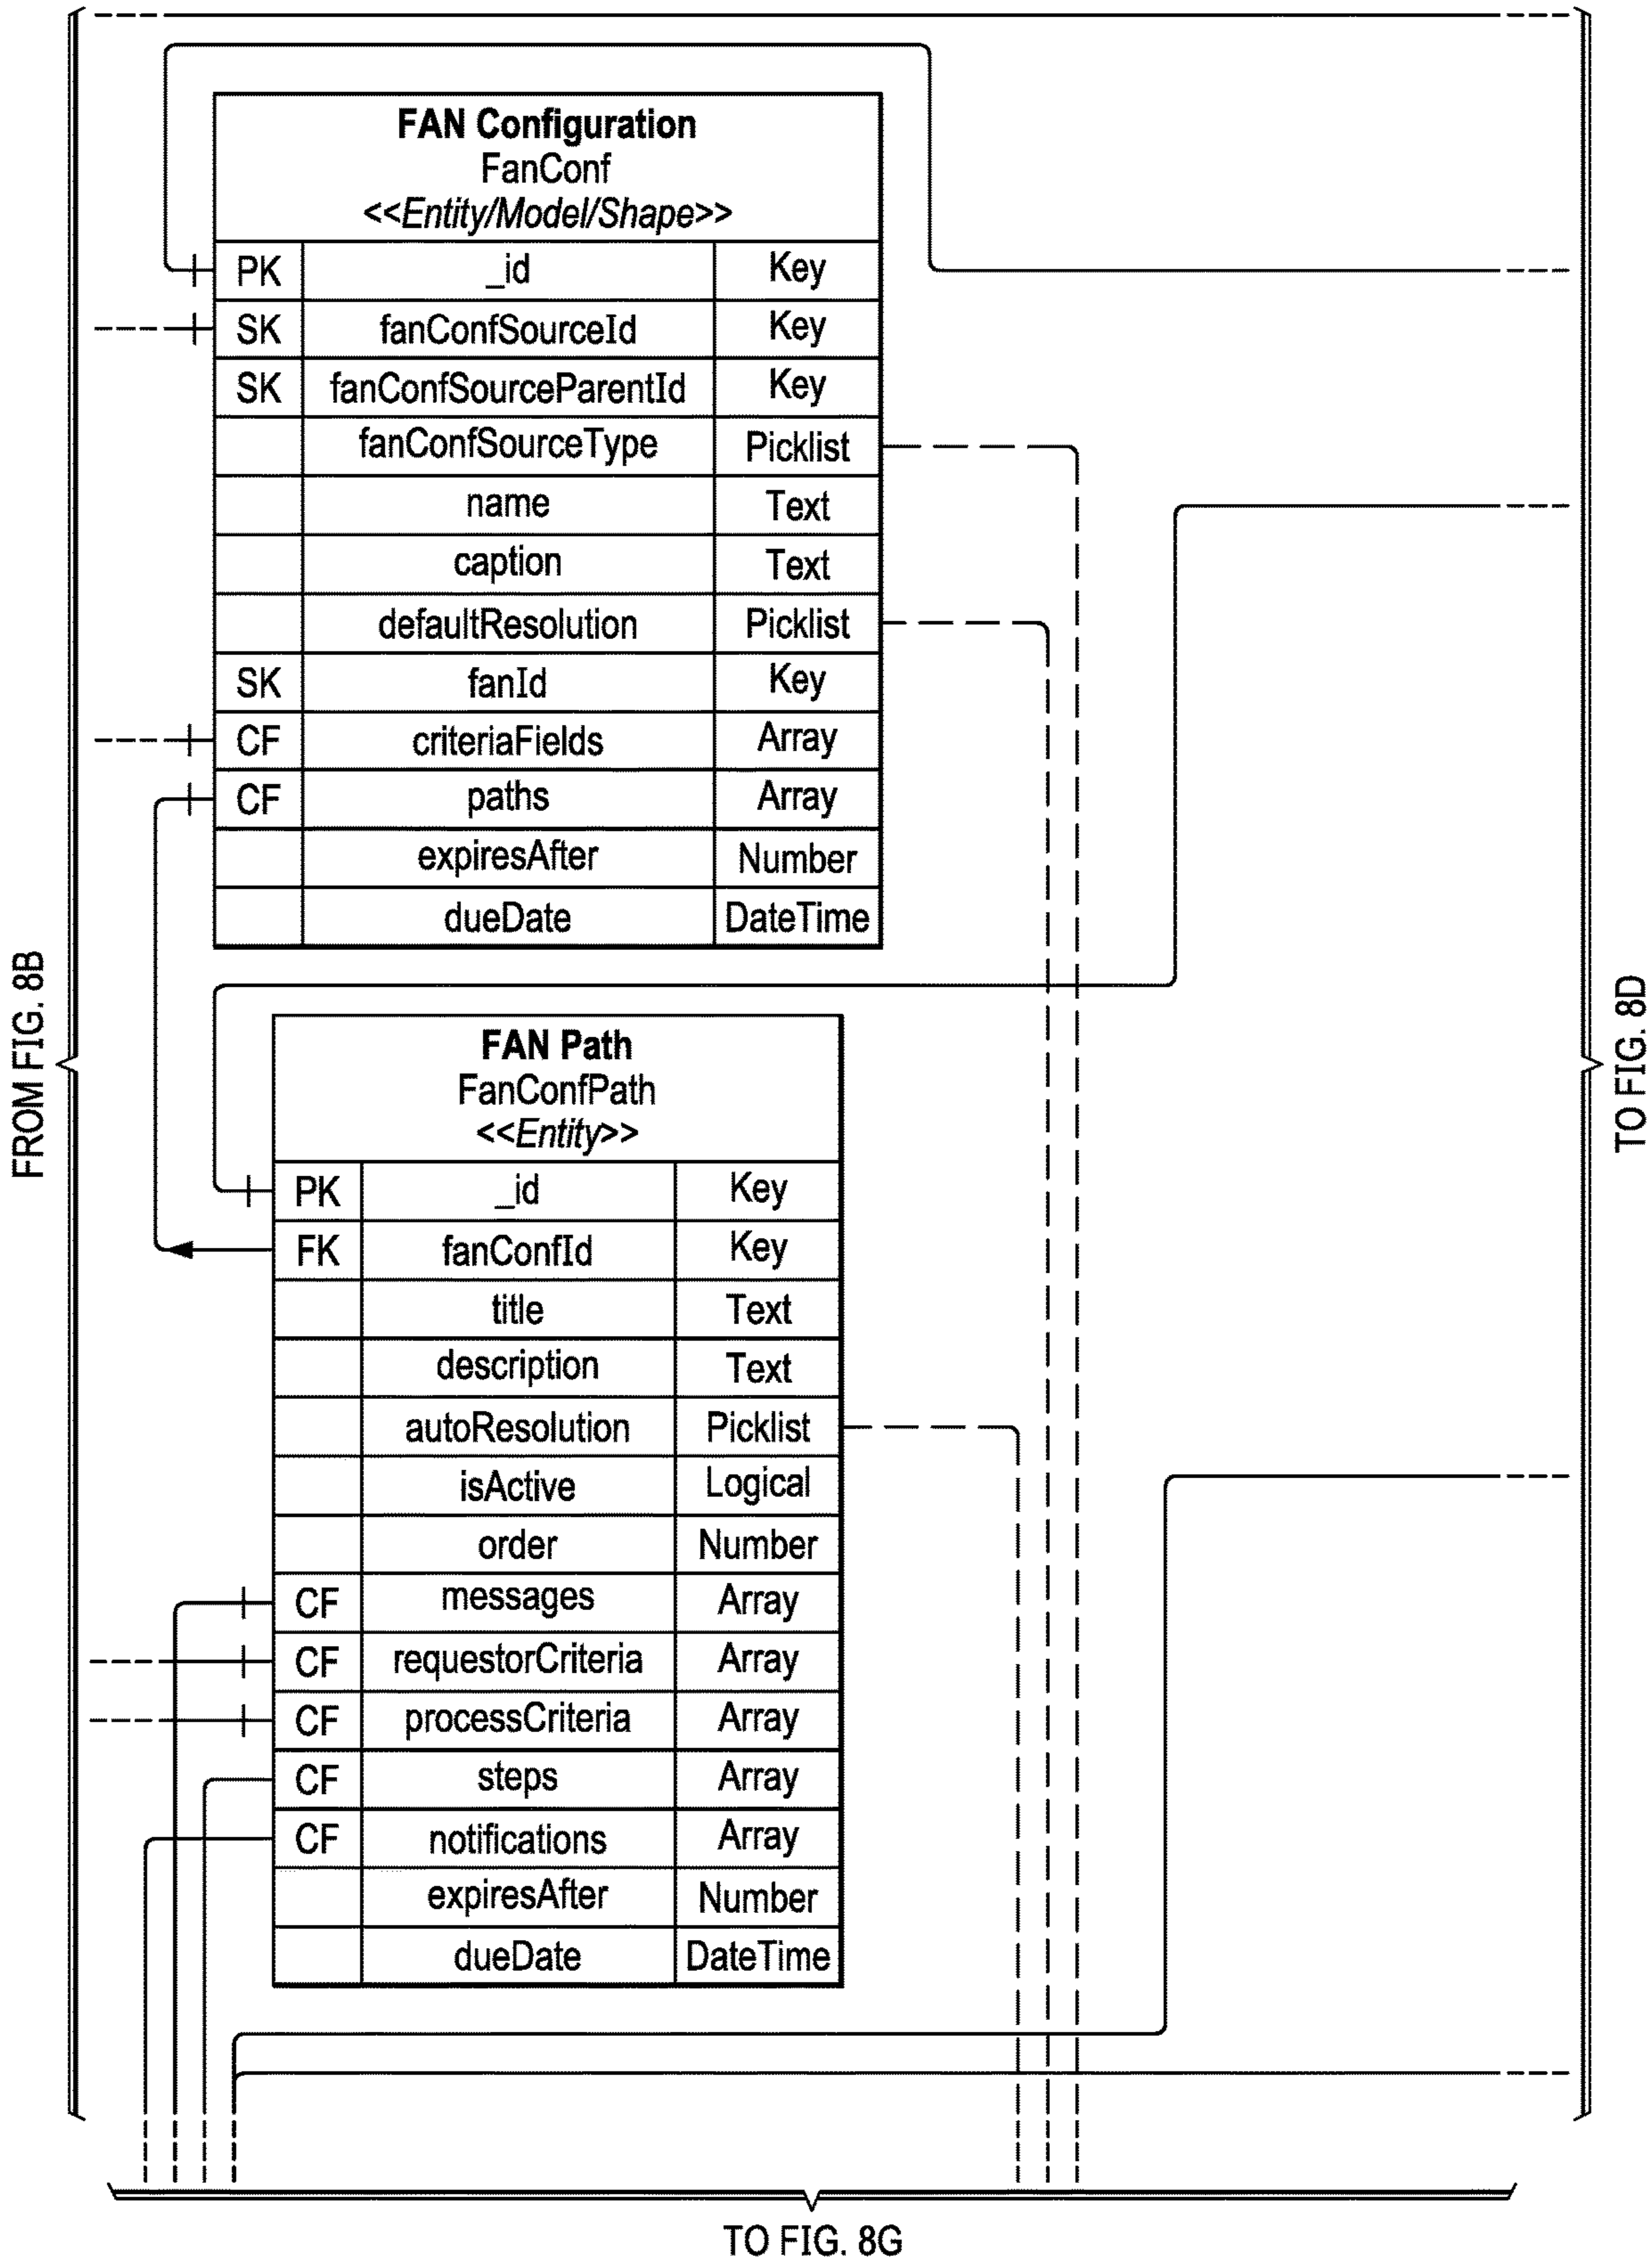 FAN Configuration
FanConf
<<Entity/Model/Shape>>
PK _id Key
SK fanConfSourceId Key
SK fanConfSourceParentId Key
fanConfSourceType Picklist
name Text
caption Text
defaultResolution Picklist
SK fanId Key
CF criteriaFields Array
CF paths Array
expiresAfter Number
dueDate DateTime
FROM FIG. 8B
TO FIG. 8D
FAN Path
FanConfPath
<<Entity>>
PK _id Key
FK fanConfId Key
title Text
description Text
autoResolution Picklist
isActive Logical
order Number
CF messages Array
CF requestorCriteria Array
CF processCriteria Array
CF steps Array
CF notifications Array
expiresAfter Number
dueDate DateTime
TO FIG. 8G